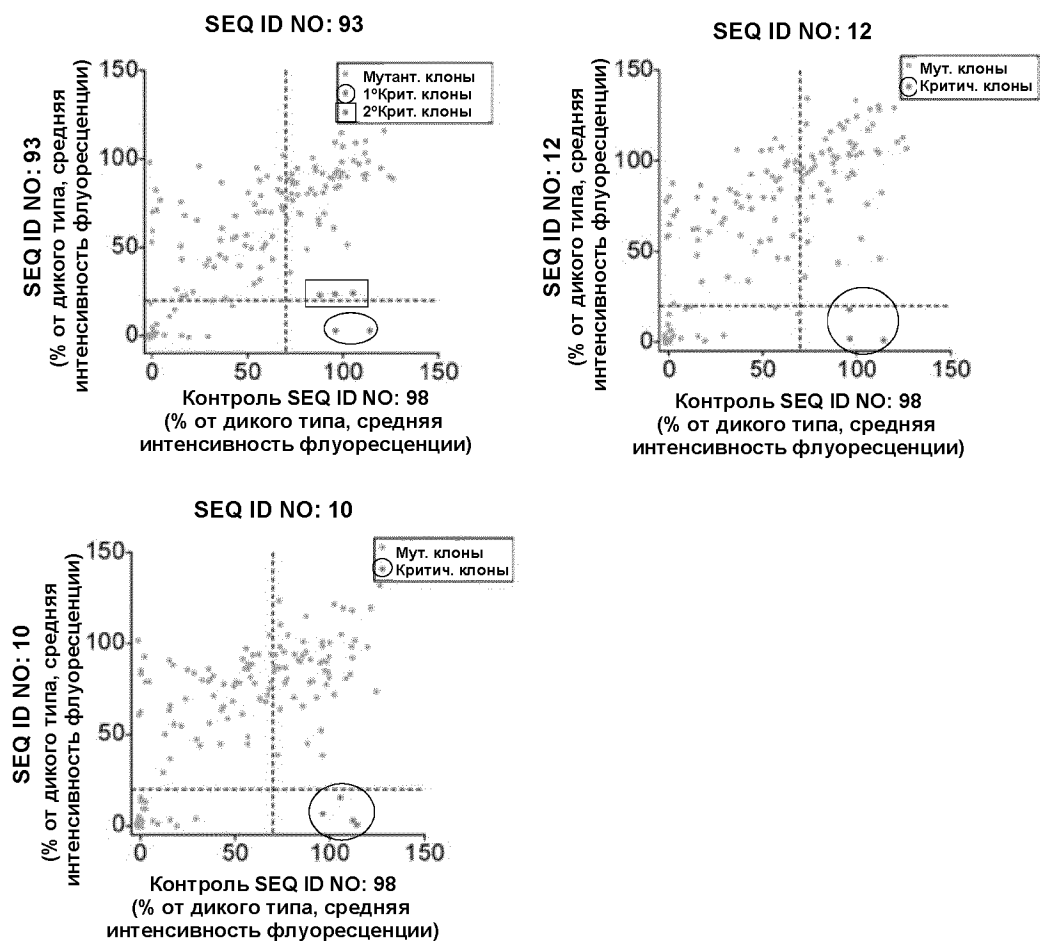 SEQ ID NO: 93
SEQ ID NO: 93
(% от дикого типа, средняя
интенсивность флуоресценции)
150
100
50
0
Мутант. клоны
1ºКрит. клоны
2ºКрит. клоны
0 50 100 150
Контроль SEQ ID NO: 98
(% от дикого типа, средняя
интенсивность флуоресценции)
SEQ ID NO: 12
SEQ ID NO: 12
(% от дикого типа, средняя
интенсивность флуоресценции)
150
100
50
0
Мут. клоны
Критич. клоны
0 50 100 150
Контроль SEQ ID NO: 98
(% от дикого типа, средняя
интенсивность флуоресценции)
SEQ ID NO: 10
SEQ ID NO: 10
(% от дикого типа, средняя
интенсивность флуоресценции)
150
100
50
0
Мут. клоны
Критич. клоны
0 50 100 150
Контроль SEQ ID NO: 98
(% от дикого типа, средняя
интенсивность флуоресценции)